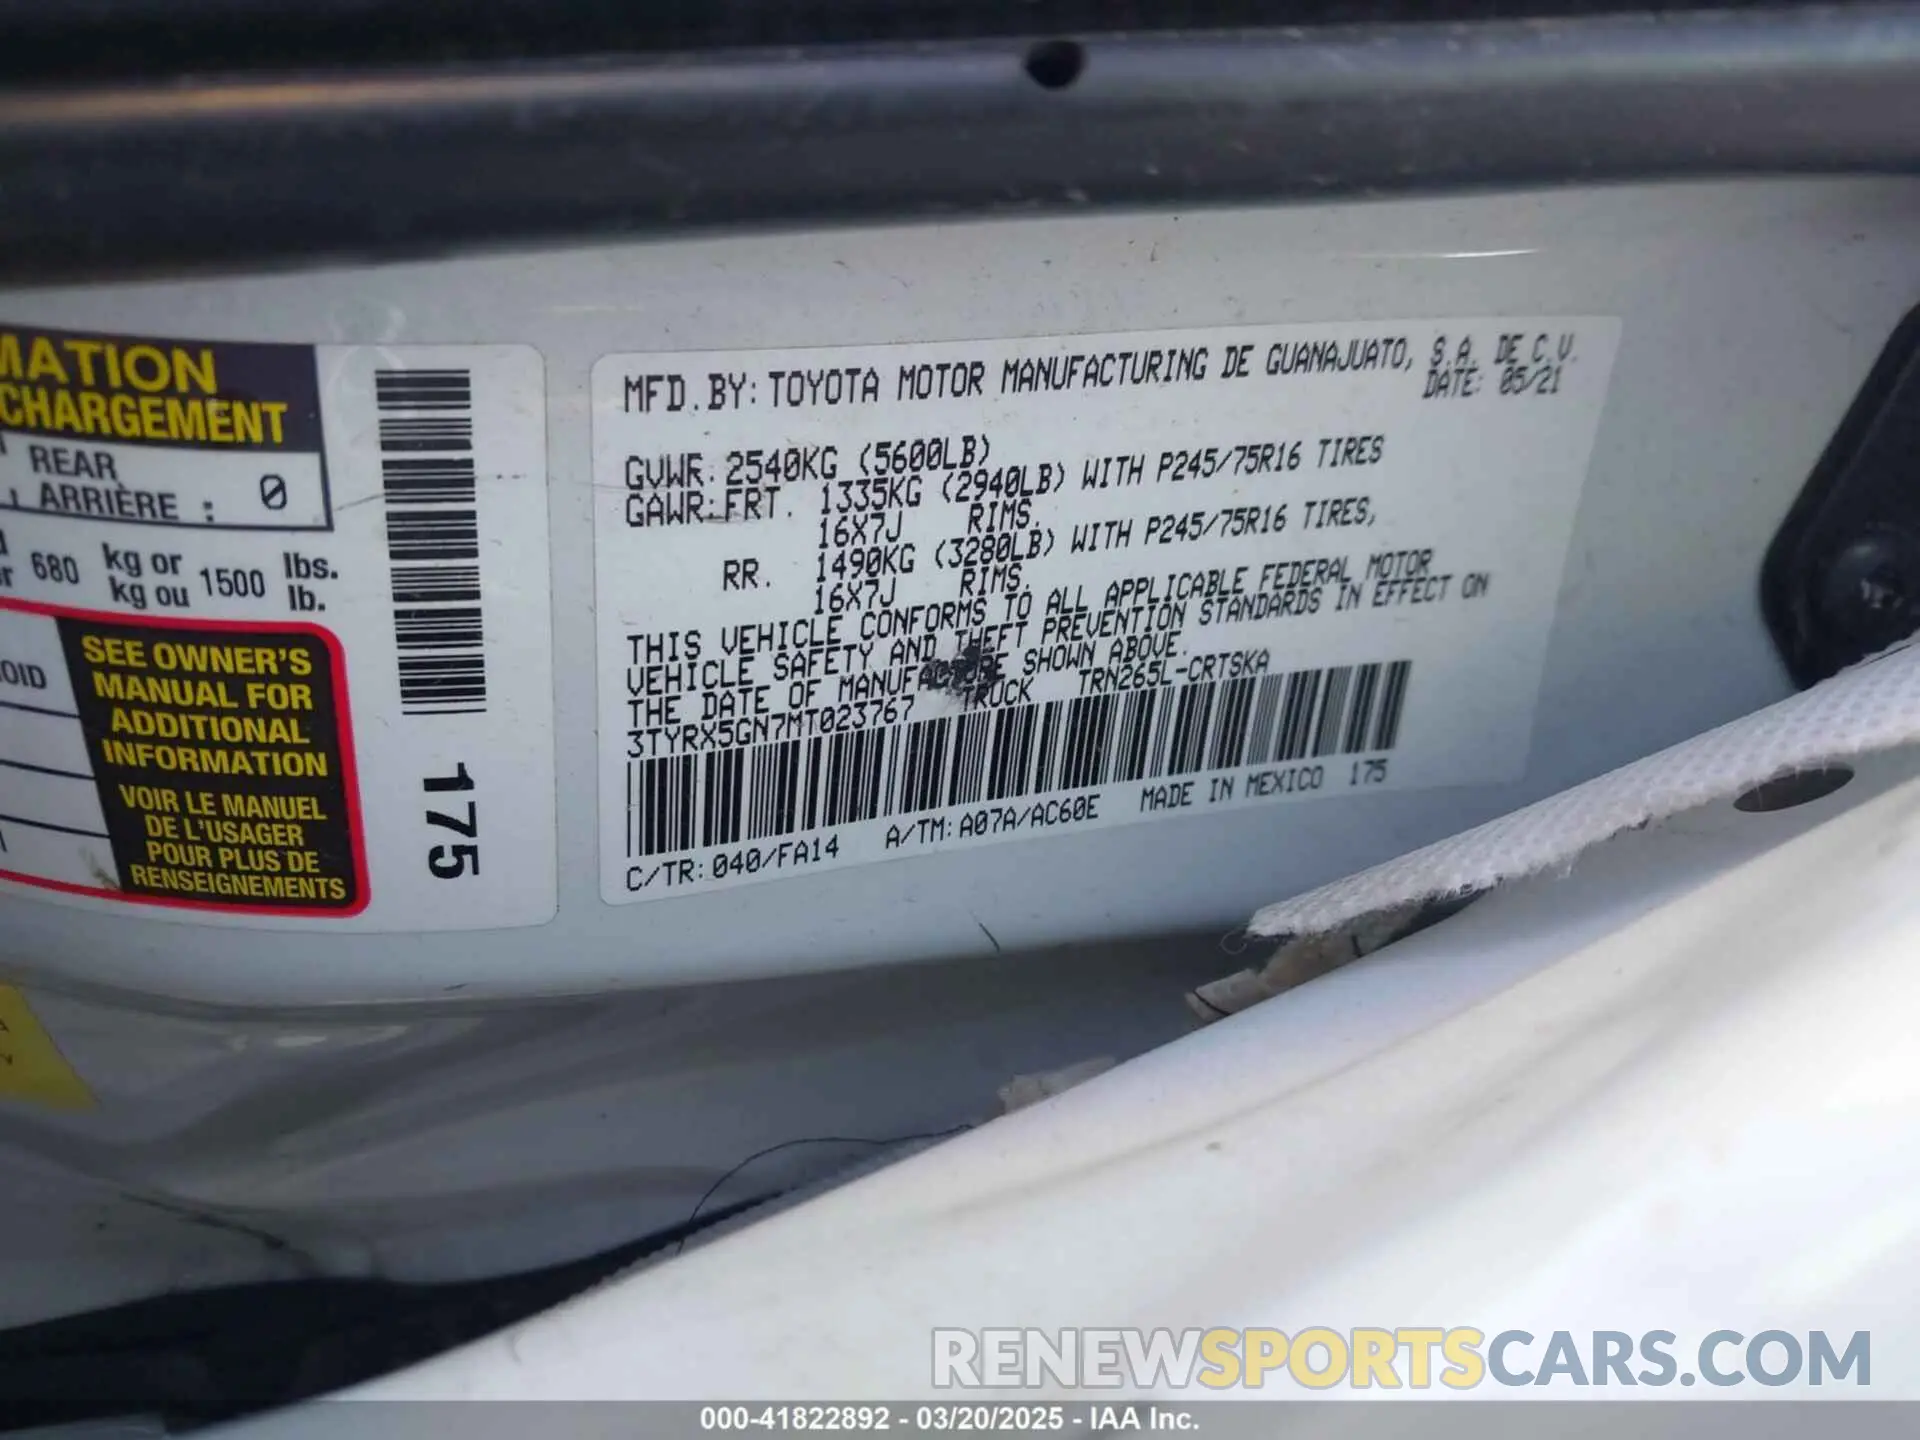 MATION
CHARGEMENT
REAR
ARRIÈRE : 0
680 kg or 1500 lbs.
kg ou lb.
OID
SEE OWNER'S
MANUAL FOR
ADDITIONAL
INFORMATION
VOIR LE MANUEL
DE L'USAGER
POUR PLUS DE
RENSEIGNEMENTS
175
MFD.BY: TOYOTA MOTOR MANUFACTURING DE GUANAJUATO, S.A. DE C.V.
DATE: 05/21
GVWR: 2540KG (5600LB)
GAWR: FRT. 1335KG (2940LB) WITH P245/75R16 TIRES
16X7J RIMS.
RR. 1490KG (3280LB) WITH P245/75R16 TIRES,
16X7J RIMS.
THIS VEHICLE CONFORMS TO ALL APPLICABLE FEDERAL MOTOR
VEHICLE SAFETY AND THEFT PREVENTION STANDARDS IN EFFECT ON
THE DATE OF MANUFACTURE SHOWN ABOVE.
3TYRX5GN7MT023767 TRUCK TRN265L-CRTSKA
C/TR: 040/FA14 A/TM: A07A/AC60E MADE IN MEXICO 175
RENEWSPORTSCARS.COM
000-41822892 - 03/20/2025 - IAA Inc.